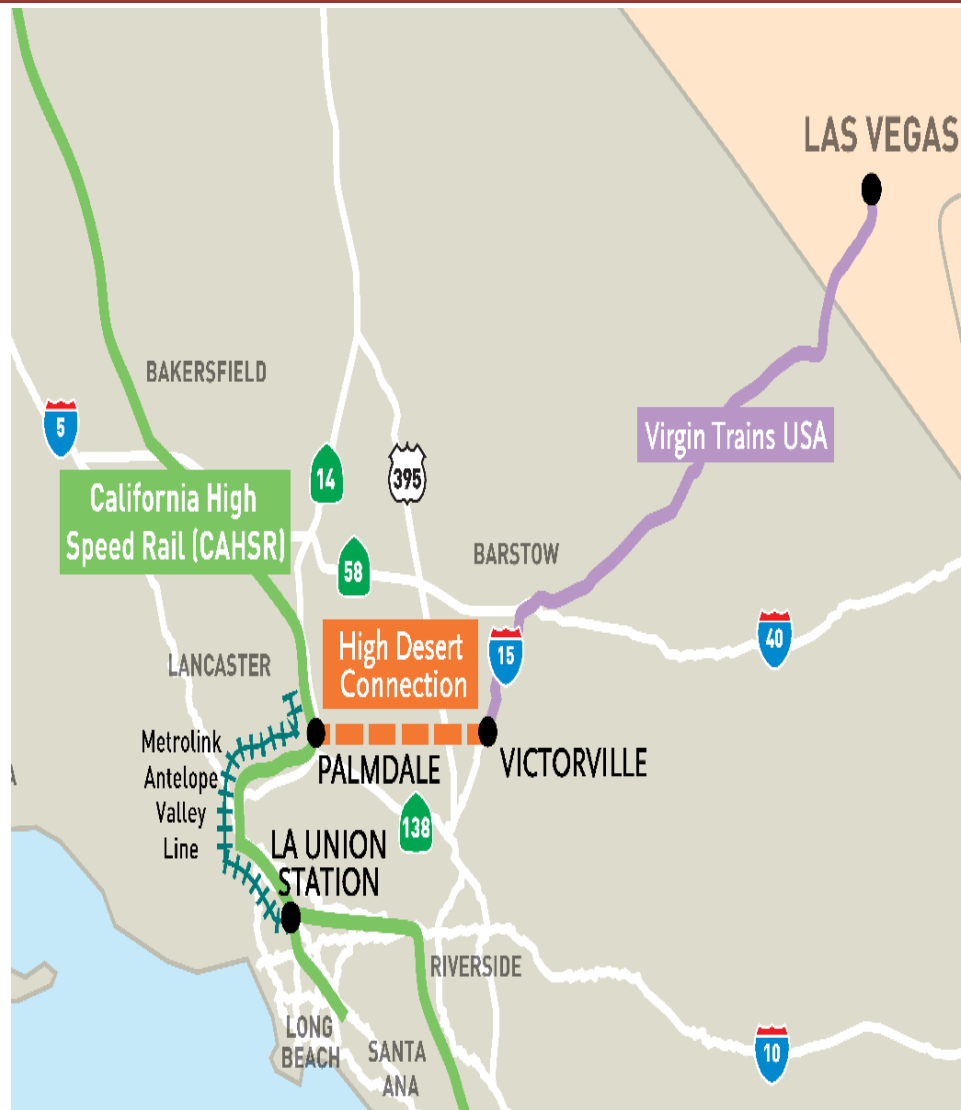 LAS VEGAS
BAKERSFIELD
5
Virgin Trains USA
14
395
California High
Speed Rail (CAHSR)
58
BARSTOW
40
15
High Desert
Connection
LANCASTER
Metrolink
Antelope
Valley
Line
PALMDALE
VICTORVILLE
138
LA UNION
STATION
RIVERSIDE
LONG
BEACH
SANTA
ANA
10